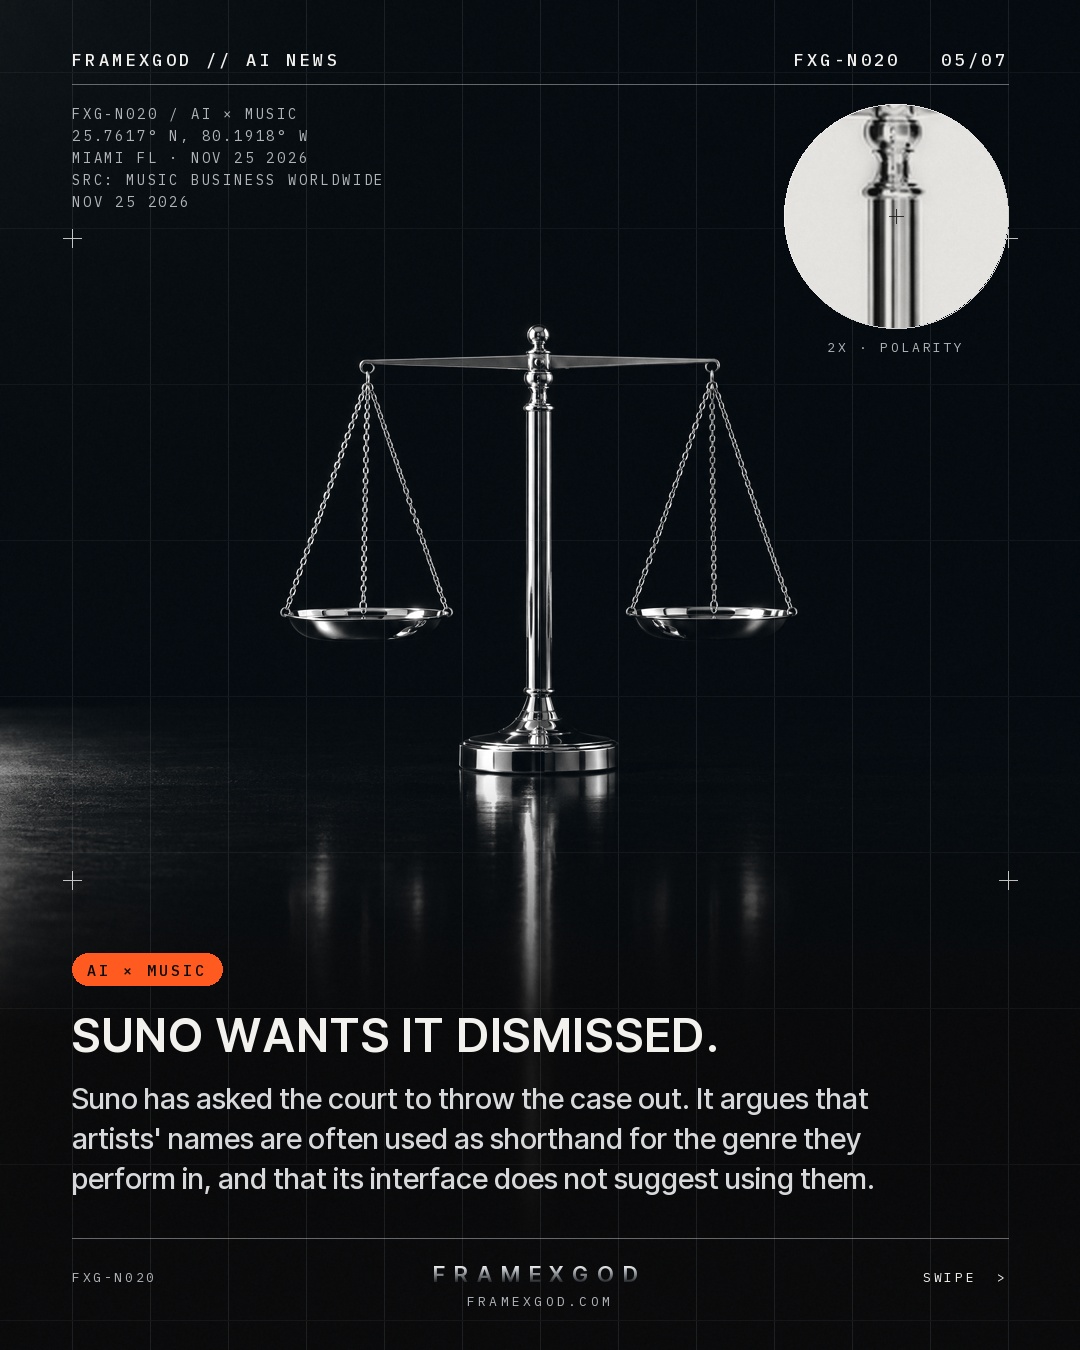 FRAMEXGOD // AI NEWS
FXG-N020 05/07
FXG-N020 / AI × MUSIC
25.7617° N, 80.1918° W
MIAMI FL · NOV 25 2026
SRC: MUSIC BUSINESS WORLDWIDE
NOV 25 2026
2X · POLARITY
AI × MUSIC
SUNO WANTS IT DISMISSED.
Suno has asked the court to throw the case out. It argues that
artists' names are often used as shorthand for the genre they
perform in, and that its interface does not suggest using them.
FXG-N020
FRAMEXGOD
FRAMEXGOD.COM
SWIPE >